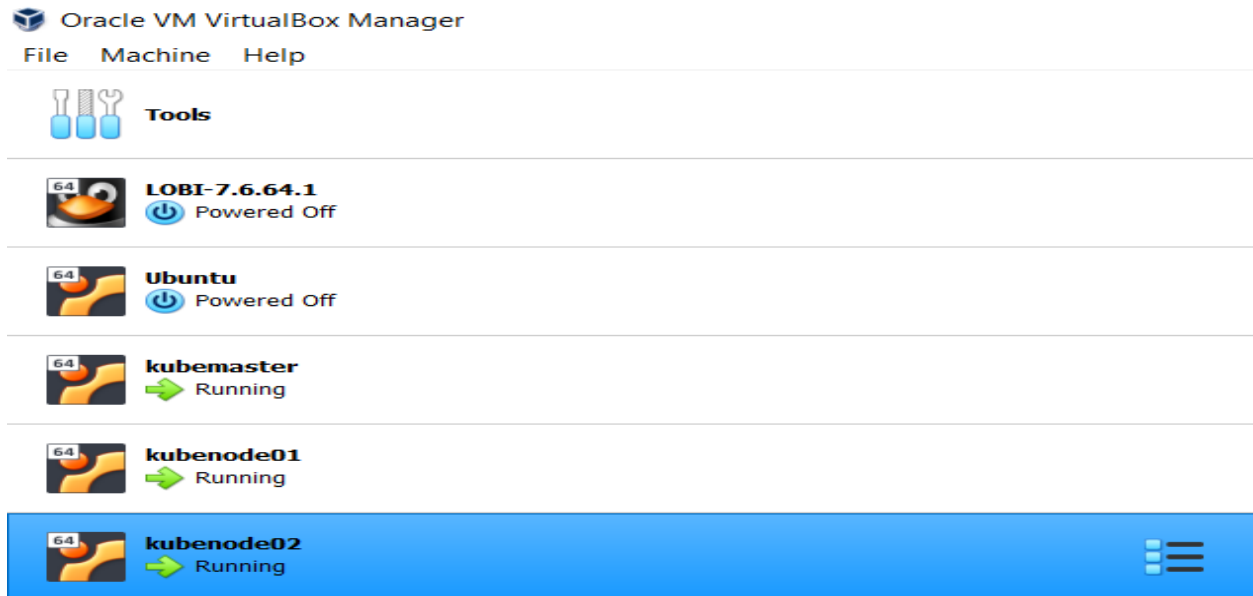 Oracle VM VirtualBox Manager
File Machine Help
Tools
64
LOBI-7.6.64.1
Powered Off
64
Ubuntu
Powered Off
64
kubemaster
Running
64
kubenode01
Running
64
kubenode02
Running